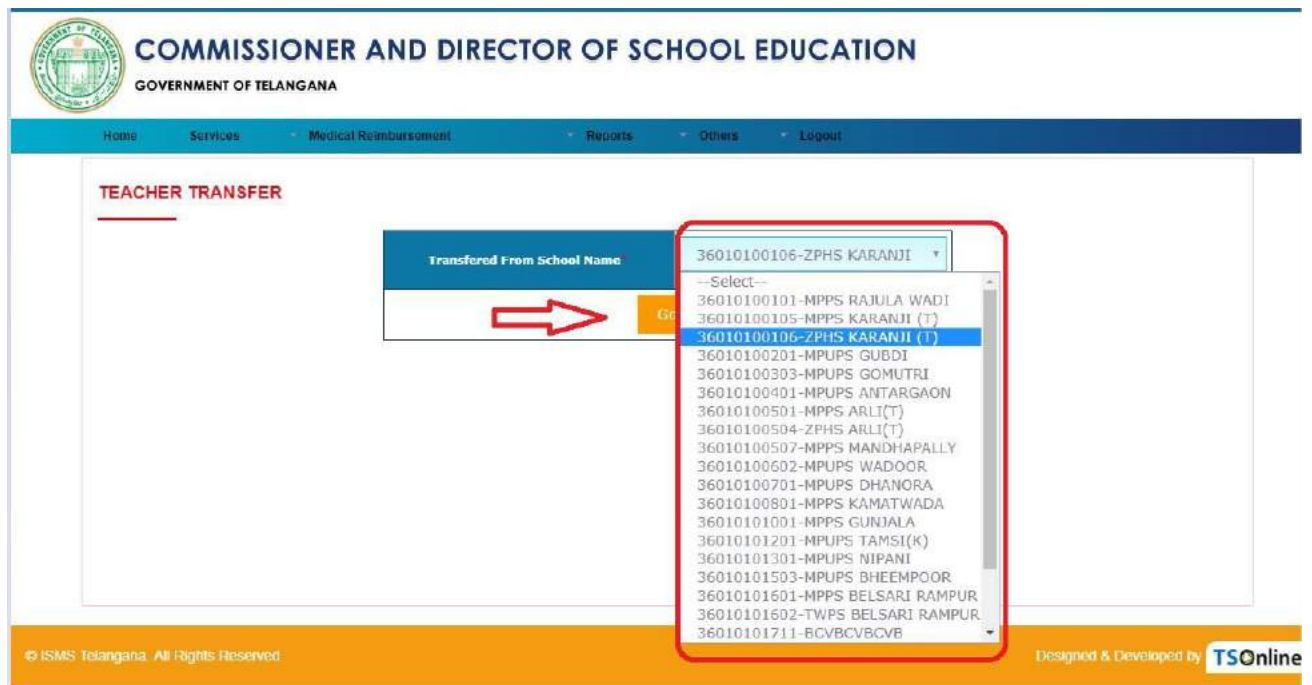 COMMISSIONER AND DIRECTOR OF SCHOOL EDUCATION
GOVERNMENT OF TELANGANA
Home Services Medical Reimbursement Reports Others Logout
TEACHER TRANSFER
Transfered From School Name* 36010100106-ZPHS KARANJI
--Select--
36010100101-MPPS RAJULA WADI
36010100105-MPPS KARANJI (T)
Go
36010100106-ZPHS KARANJI (T)
36010100201-MPUPS GUBDI
36010100303-MPUPS GOMUTRI
36010100401-MPUPS ANTARGAON
36010100501-MPPS ARLI(T)
36010100504-ZPHS ARLI(T)
36010100507-MPPS MANDHAPALLY
36010100602-MPUPS WADOOR
36010100701-MPUPS DHANORA
36010100801-MPPS KAMATWADA
36010101001-MPPS GUNJALA
36010101201-MPUPS TAMSI(K)
36010101301-MPUPS NIPANI
36010101503-MPUPS BHEEMPOOR
36010101601-MPPS BELSARI RAMPUR
36010101602-TWPS BELSARI RAMPUR
36010101711-BCVBCVBCVB
© ISMS Telangana. All Rights Reserved Designed & Developed by TSOnline